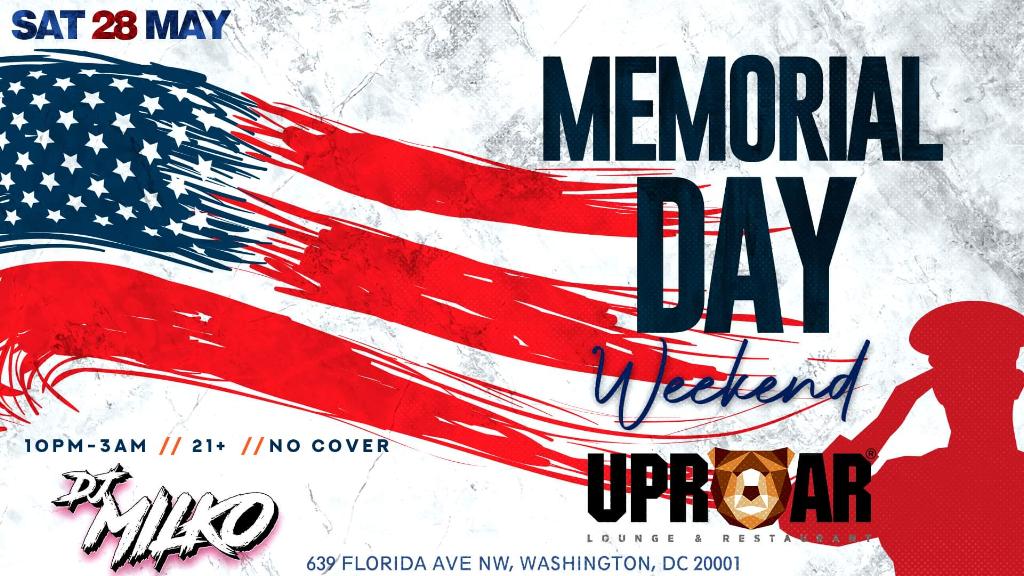 SAT 28 MAY
MEMORIAL
DAY
Weekend
10PM-3AM // 21+ // NO COVER
DJ
MILKO
UPROAR®
LOUNGE & RESTAURANT
639 FLORIDA AVE NW, WASHINGTON, DC 20001